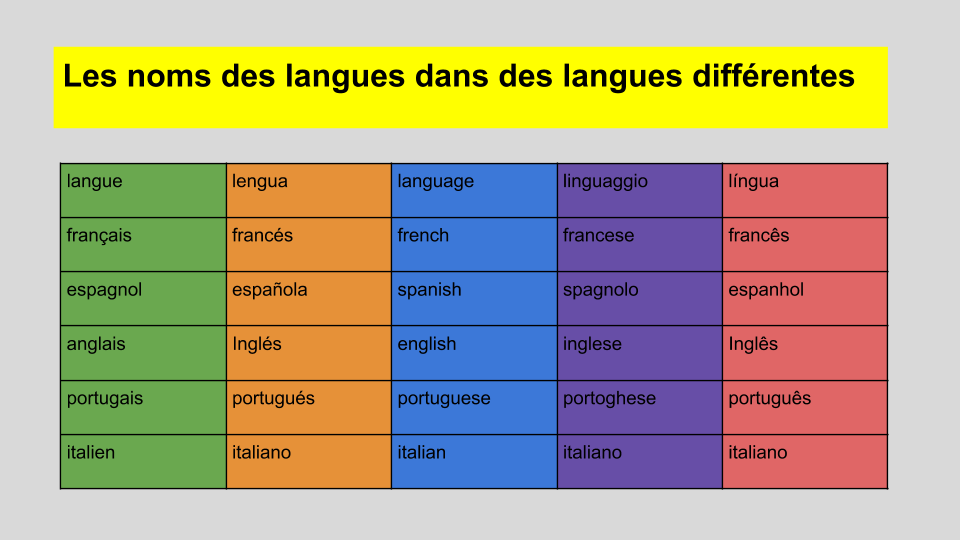 Les noms des langues dans des langues différentes
langue lengua language linguaggio língua
français francés french francese francês
espagnol española spanish spagnolo espanhol
anglais Inglés english inglese Inglês
portugais portugués portuguese portoghese português
italien italiano italian italiano italiano